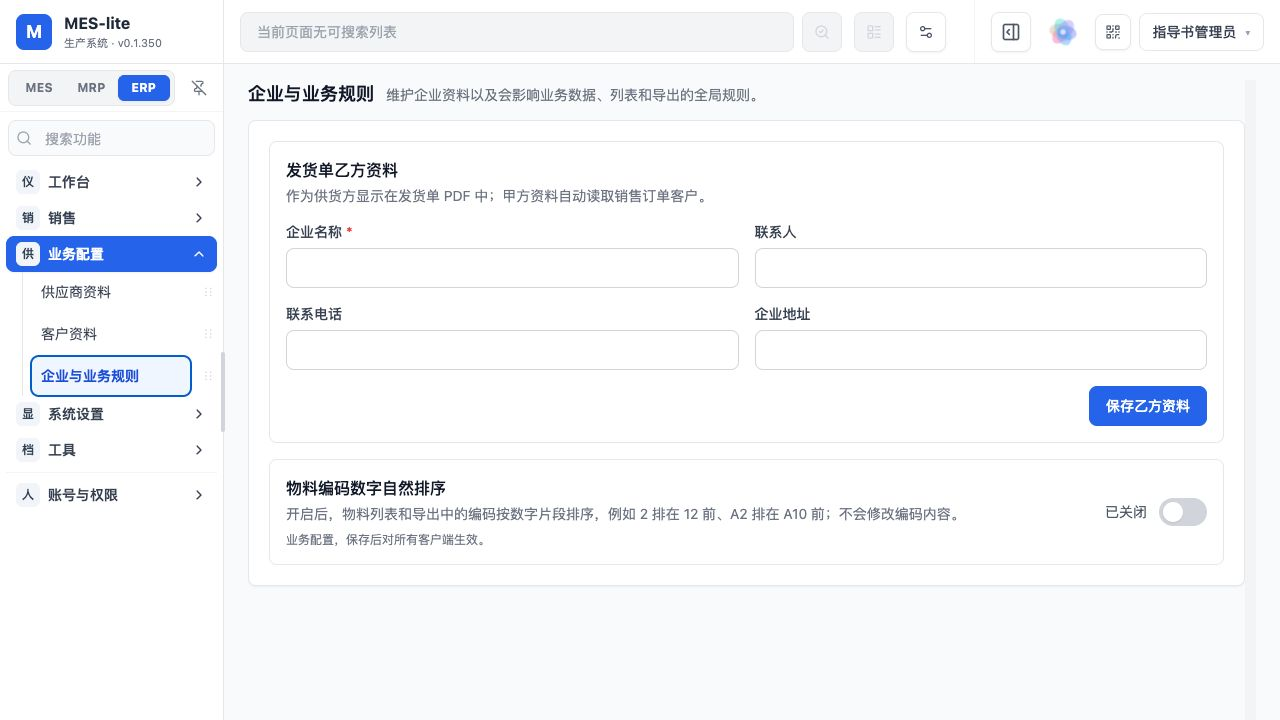 M
MES-lite
生产系统 · v0.1.350
当前页面无可搜索列表
指导书管理员
MES
MRP
ERP
搜索功能
仪 工作台
销 销售
供 业务配置
供应商资料
客户资料
企业与业务规则
显 系统设置
档 工具
人 账号与权限
企业与业务规则 维护企业资料以及会影响业务数据、列表和导出的全局规则。
发货单乙方资料
作为供货方显示在发货单 PDF 中；甲方资料自动读取销售订单客户。
企业名称 *
联系人
联系电话
企业地址
保存乙方资料
物料编码数字自然排序
开启后，物料列表和导出中的编码按数字片段排序，例如 2 排在 12 前、A2 排在 A10 前；不会修改编码内容。
业务配置，保存后对所有客户端生效。
已关闭